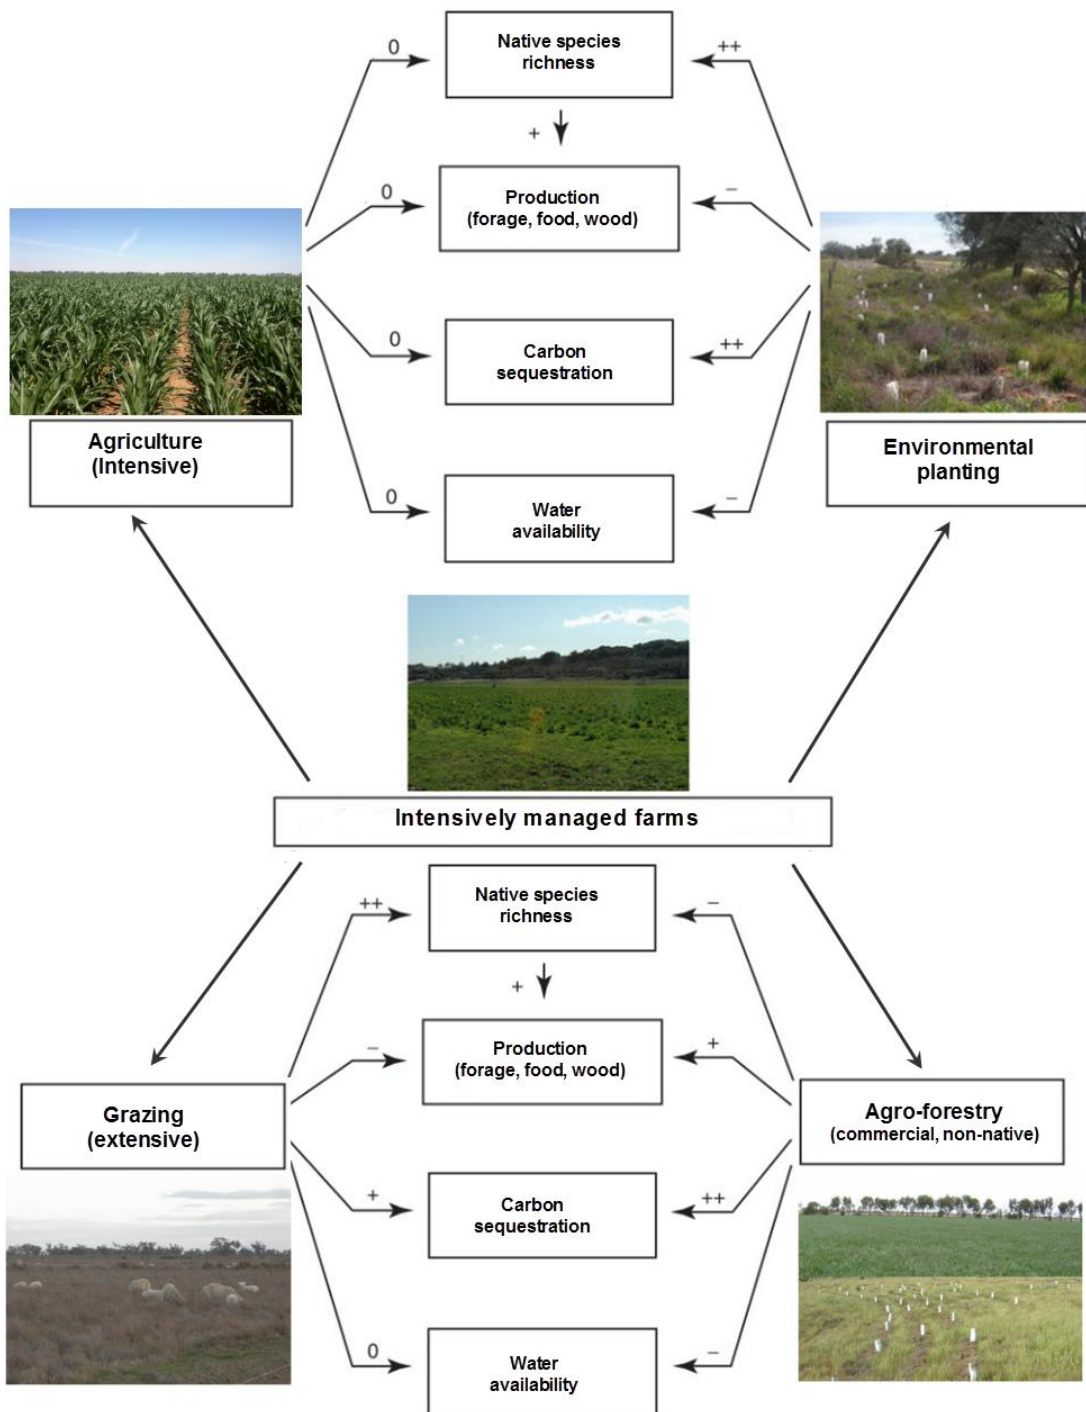 0
Native species
richness
++
+
0
Production
(forage, food, wood)
–
0
Carbon
sequestration
++
Agriculture
(Intensive)
Environmental
planting
0
Water
availability
–
Intensively managed farms
++
Native species
richness
–
+
–
Production
(forage, food, wood)
+
Grazing
(extensive)
Agro-forestry
(commercial, non-native)
+
Carbon
sequestration
++
0
Water
availability
–